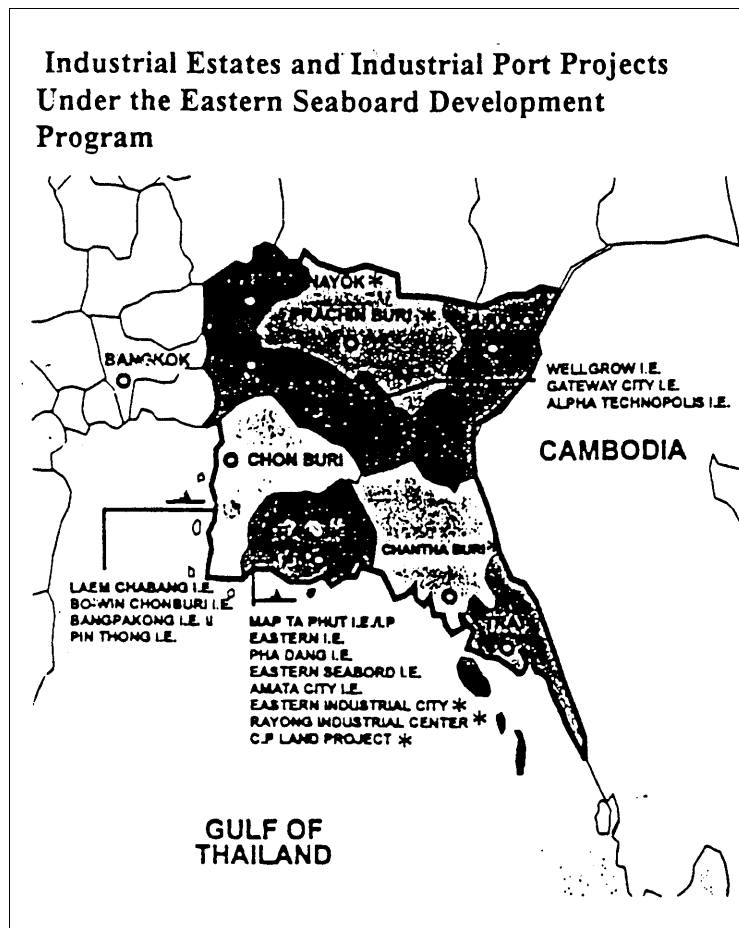 Industrial Estates and Industrial Port Projects
Under the Eastern Seaboard Development
Program
NAYOK *
PRACHIN BURI *
BANGKOK
WELLGROW I.E.
GATEWAY CITY I.E.
ALPHA TECHNOPOLIS I.E.
CAMBODIA
CHON BURI
CHANTHA BURI
LAEM CHABANG I.E.
BO-WIN CHONBURI I.E.
BANGPAKONG I.E. II
PIN THONG I.E.
MAP TA PHUT I.E./I.P
EASTERN I.E.
PHA DANG I.E.
EASTERN SEABORD I.E.
AMATA CITY I.E.
EASTERN INDUSTRIAL CITY *
RAYONG INDUSTRIAL CENTER *
C.P LAND PROJECT *
TRAT
GULF OF
THAILAND